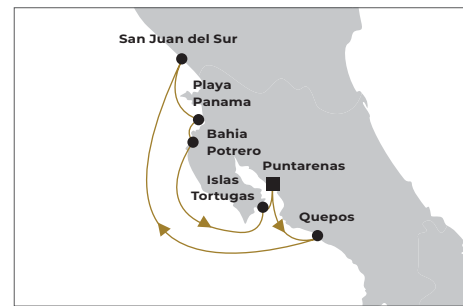 San Juan del Sur
Playa
Panama
Bahia
Potrero
Puntarenas
Islas
Tortugas
Quepos